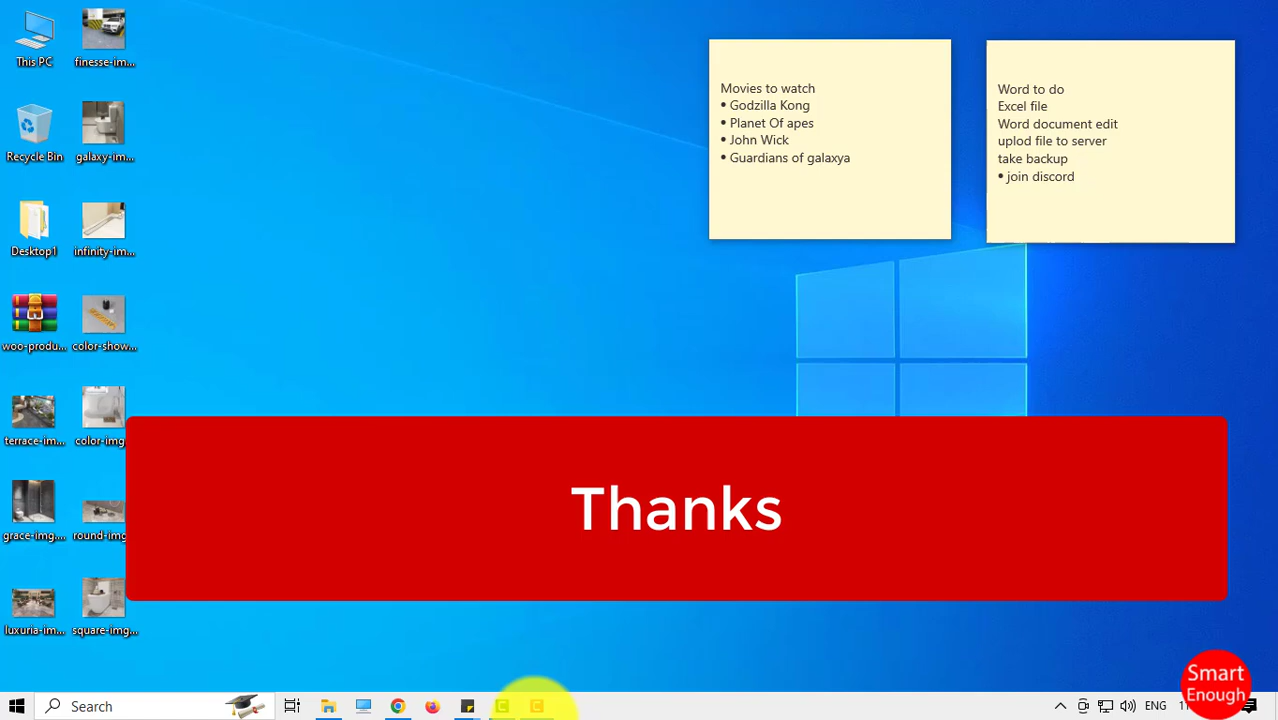 This PC
finesse-im...
Recycle Bin
galaxy-im...
Desktop1
infinity-im...
woo-produ...
color-show...
terrace-im...
color-img
grace-img....
round-img
luxuria-im...
square-img...
Movies to watch
• Godzilla Kong
• Planet Of apes
• John Wick
• Guardians of galaxya
Word to do
Excel file
Word document edit
uplod file to server
take backup
• join discord
Thanks
Smart
Enough
Search
ENG